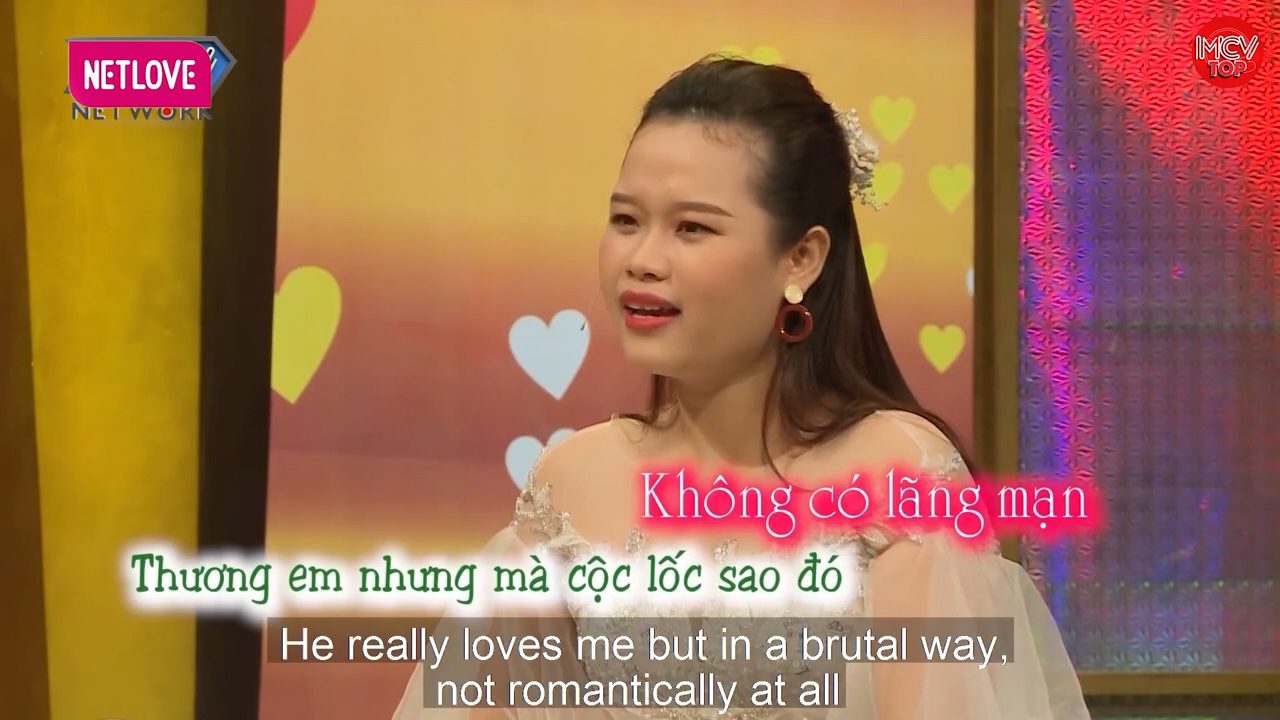 NETLOVE
NETWORK
MCV
TOP
Không có lãng mạn
Thương em nhưng mà cộc lốc sao đó
He really loves me but in a brutal way,
not romantically at all